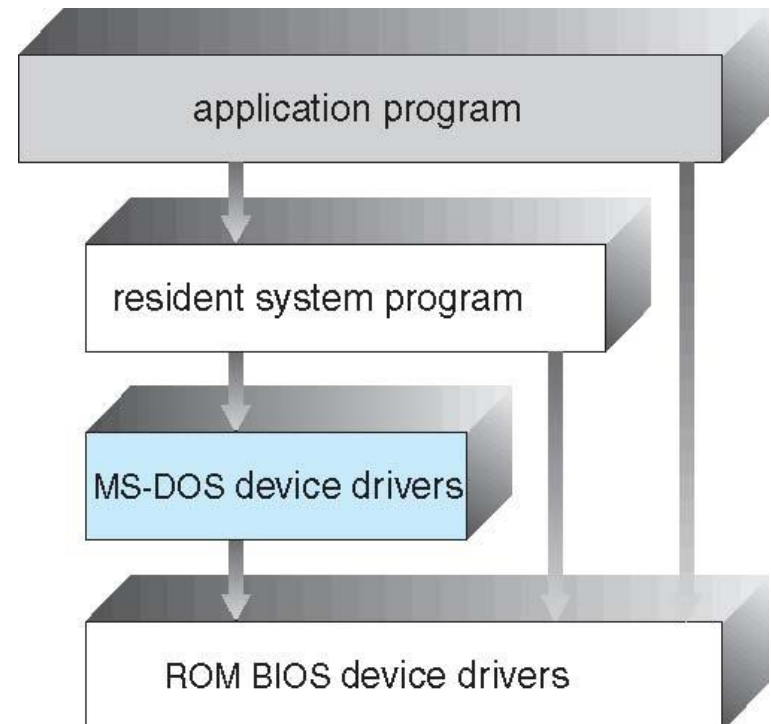 application program
resident system program
MS-DOS device drivers
ROM BIOS device drivers